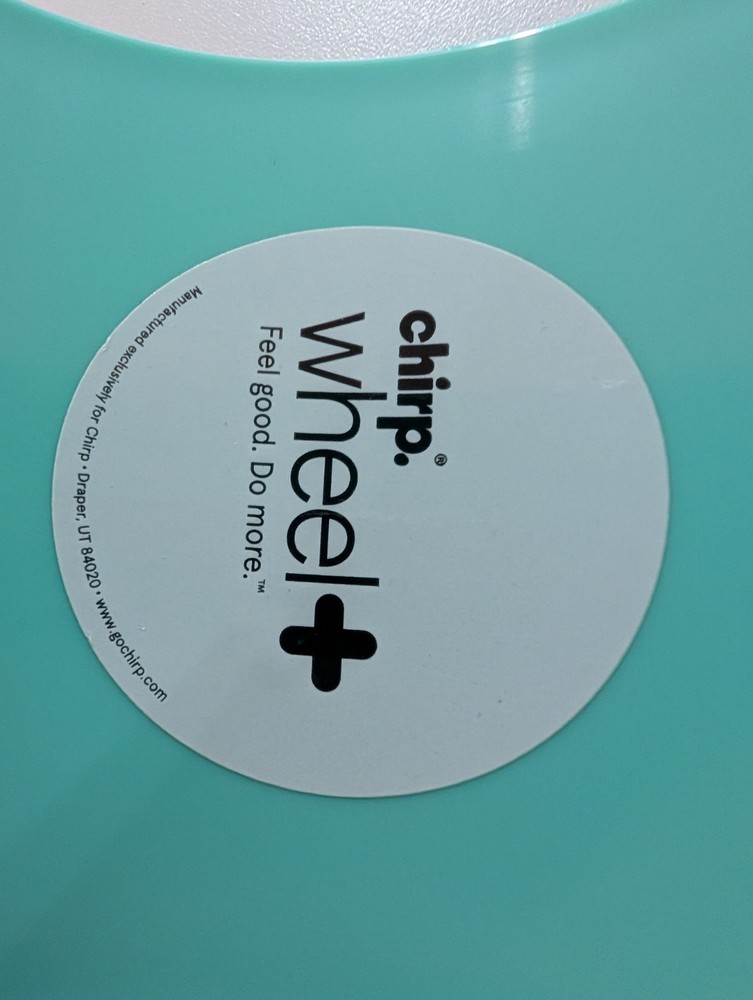 chirp.®
wheel+
Feel good. Do more.™
Manufactured exclusively for Chirp • Draper, UT 84020 • www.gochirp.com